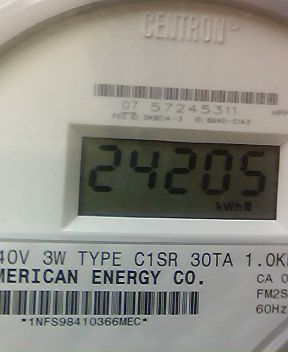 CENTRON
07 57245311
24205
kWh
40V 3W TYPE C1SR 30TA 1.0K
MERICAN ENERGY CO.
CA 0
FM2S
60Hz
*1NFS98410366MEC*